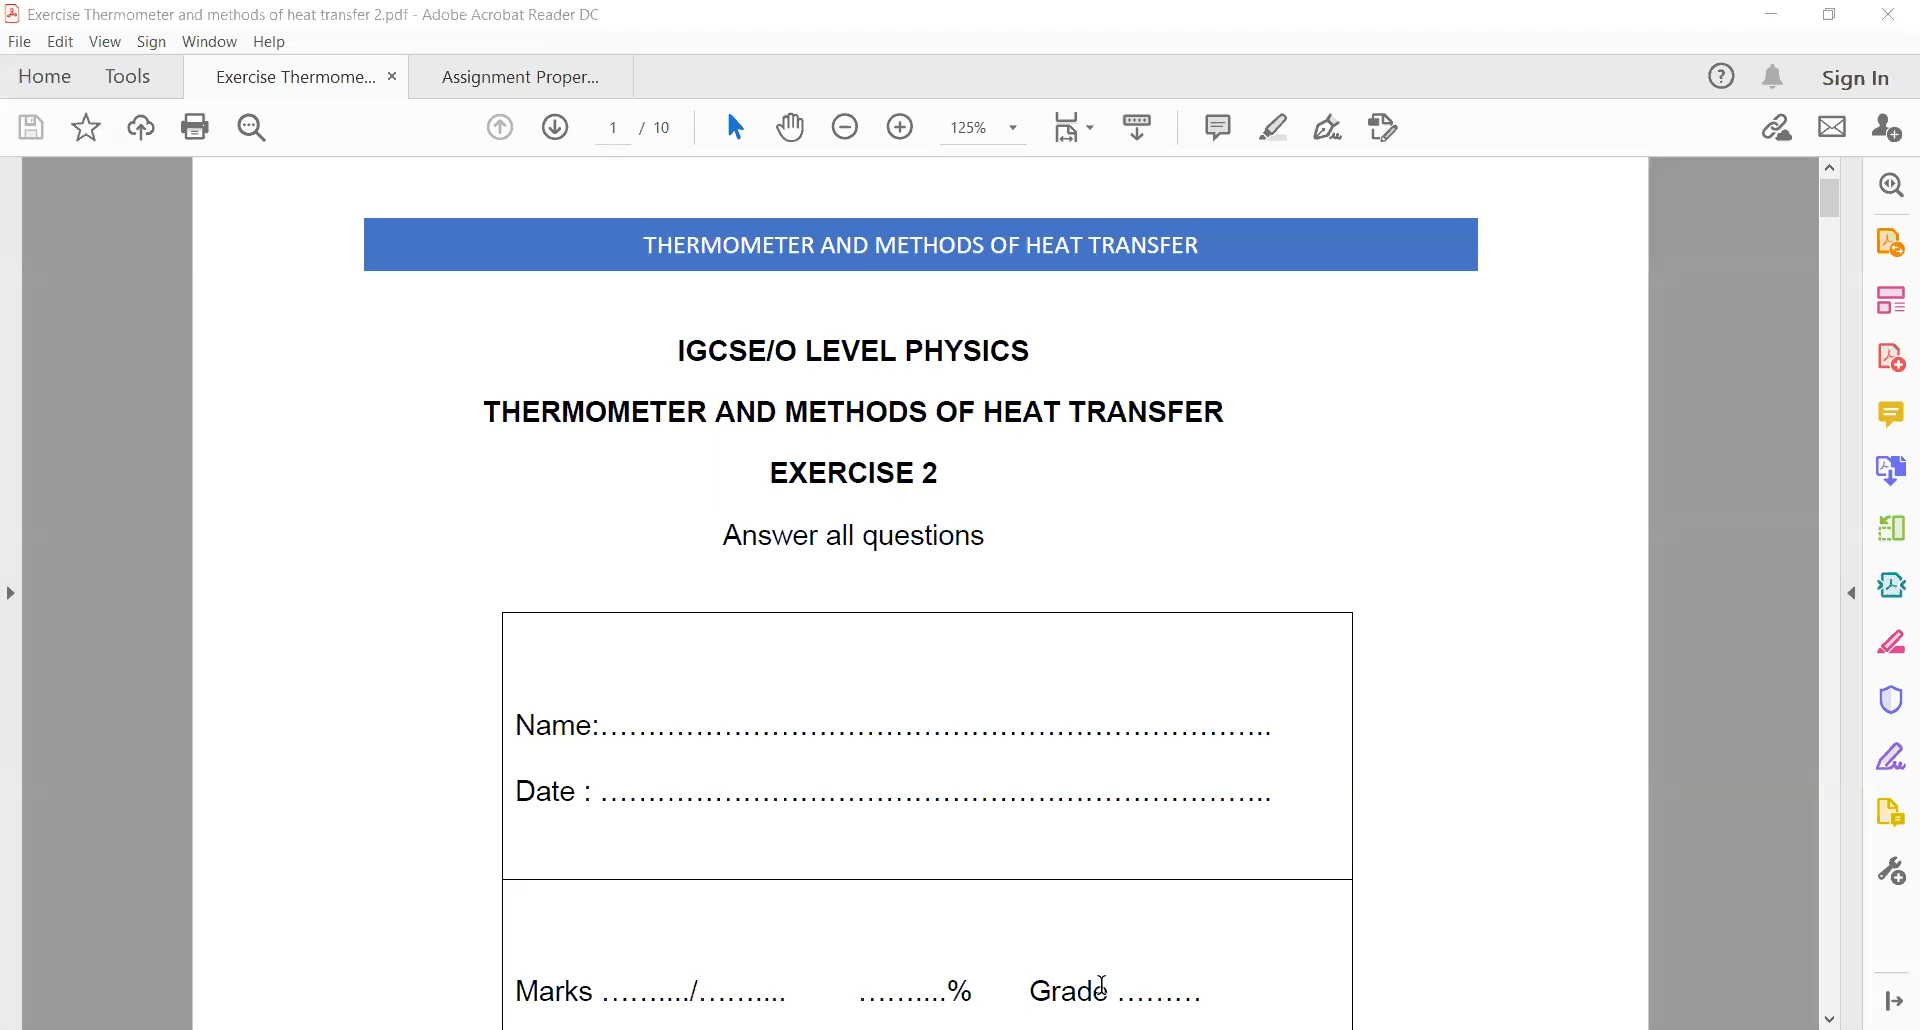 Exercise Thermometer and methods of heat transfer 2.pdf - Adobe Acrobat Reader DC
File Edit View Sign Window Help
Home Tools Exercise Thermome... × Assignment Proper... Sign In
1 / 10 125%
THERMOMETER AND METHODS OF HEAT TRANSFER
IGCSE/O LEVEL PHYSICS
THERMOMETER AND METHODS OF HEAT TRANSFER
EXERCISE 2
Answer all questions
Name:……………………………………………………………..
Date : ……………………………………………………………..
Marks ………../……..... ……....% Grade ………